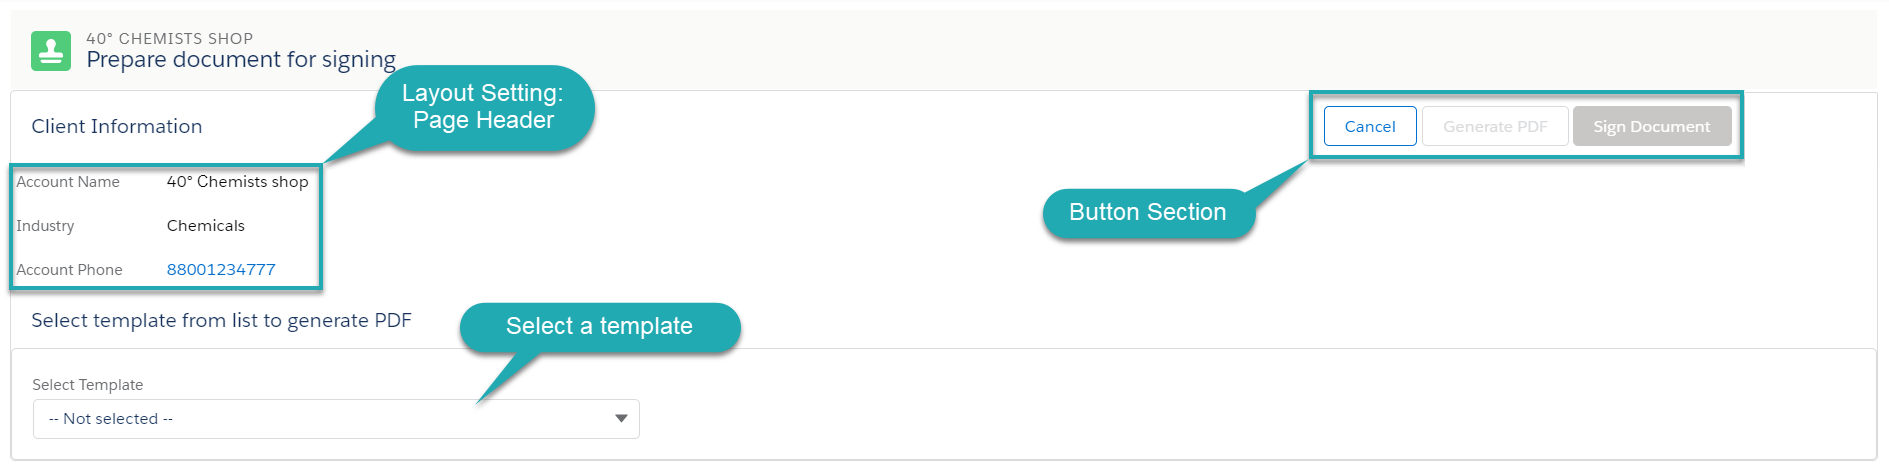 40° CHEMISTS SHOP
Prepare document for signing
Layout Setting:
Page Header
Client Information
Cancel
Generate PDF
Sign Document
Account Name 40° Chemists shop
Button Section
Industry Chemicals
Account Phone 88001234777
Select template from list to generate PDF
Select a template
Select Template
-- Not selected --